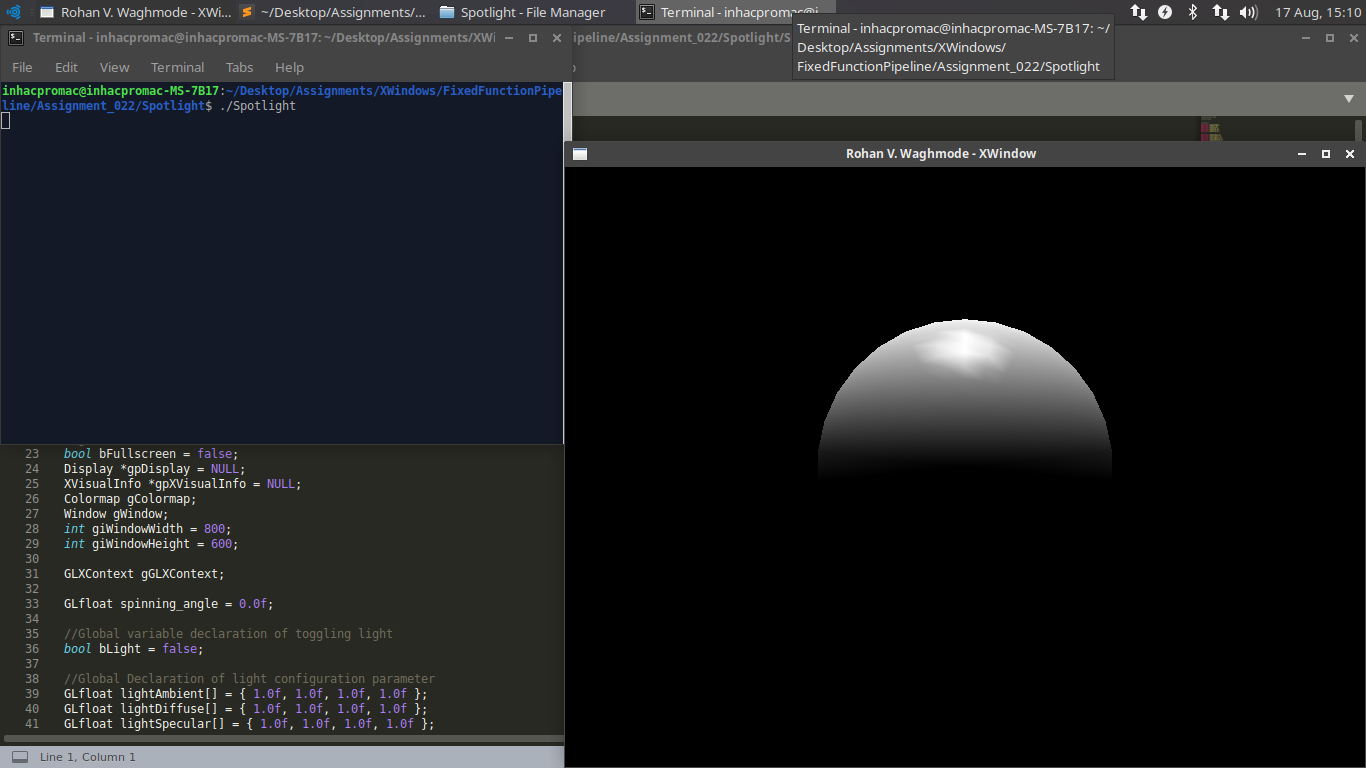 Rohan V. Waghmode - XWi...
~/Desktop/Assignments/...
Spotlight - File Manager
Terminal - inhacpromac@i...
17 Aug, 15:10
Terminal - inhacpromac@inhacpromac-MS-7B17: ~/
Desktop/Assignments/XWindows/
FixedFunctionPipeline/Assignment_022/Spotlight
Terminal - inhacpromac@inhacpromac-MS-7B17: ~/Desktop/Assignments/XWi
ipeline/Assignment_022/Spotlight/S
File Edit View Terminal Tabs Help
inhacpromac@inhacpromac-MS-7B17:~/Desktop/Assignments/XWindows/FixedFunctionPipe
line/Assignment_022/Spotlight$ ./Spotlight
Rohan V. Waghmode - XWindow
23 bool bFullscreen = false;
24 Display *gpDisplay = NULL;
25 XVisualInfo *gpXVisualInfo = NULL;
26 Colormap gColormap;
27 Window gWindow;
28 int giWindowWidth = 800;
29 int giWindowHeight = 600;
30
31 GLXContext gGLXContext;
32
33 GLfloat spinning_angle = 0.0f;
34
35 //Global variable declaration of toggling light
36 bool bLight = false;
37
38 //Global Declaration of light configuration parameter
39 GLfloat lightAmbient[] = { 1.0f, 1.0f, 1.0f, 1.0f };
40 GLfloat lightDiffuse[] = { 1.0f, 1.0f, 1.0f, 1.0f };
41 GLfloat lightSpecular[] = { 1.0f, 1.0f, 1.0f, 1.0f };
Line 1, Column 1